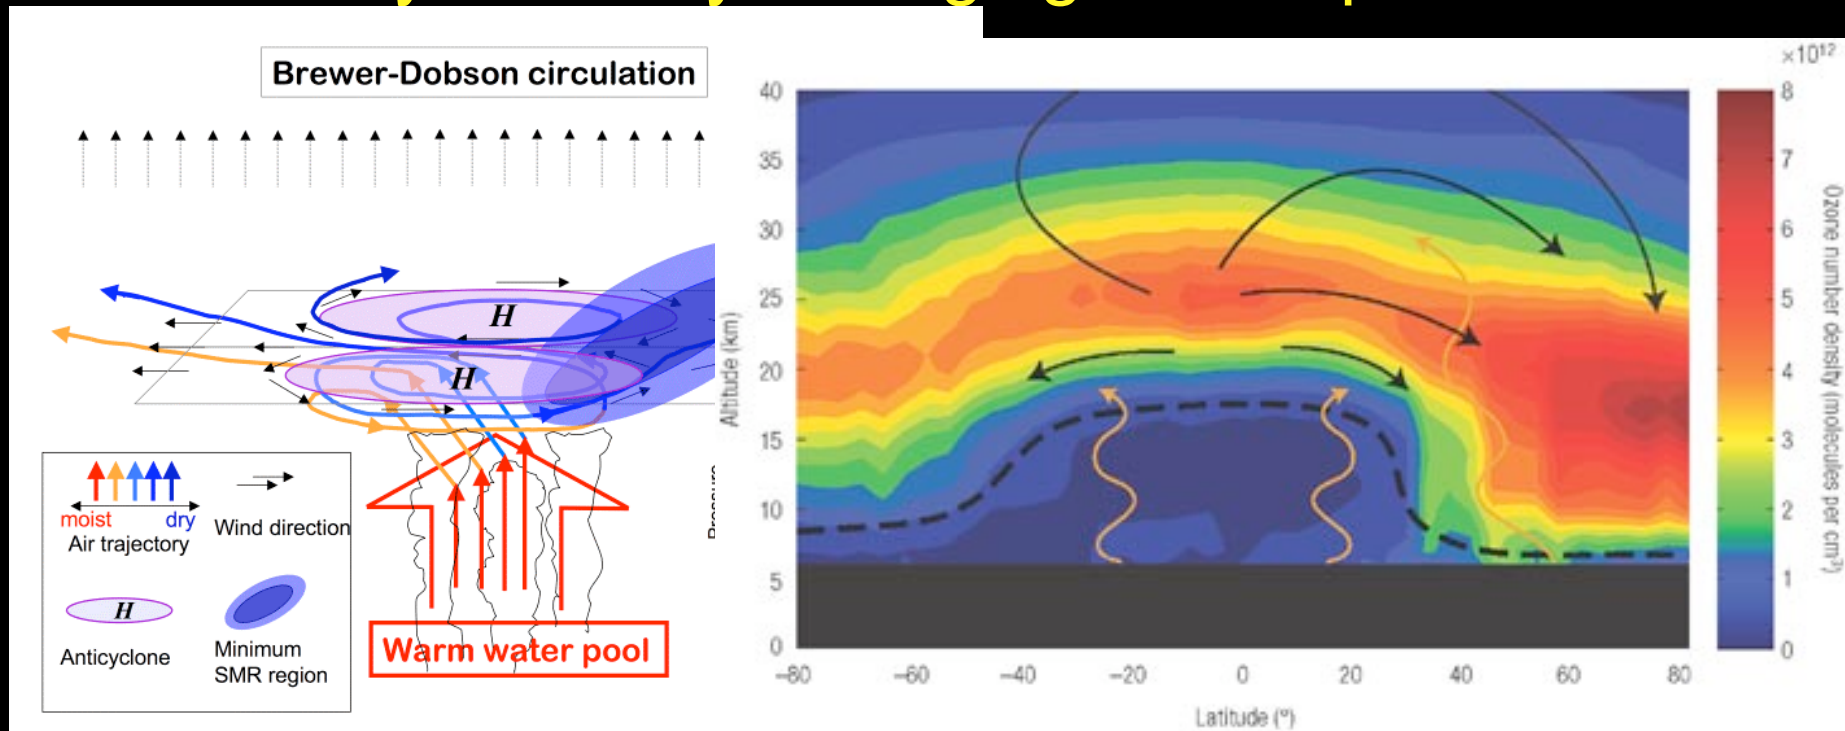 Brewer-Dobson circulation
H
H
moist
dry
Air trajectory
Wind direction
H
Anticyclone
Minimum
SMR region
Warm water pool
Pressure
×10¹²
40
35
30
25
20
15
10
5
0
Altitude (km)
−80
−60
−40
−20
0
20
40
60
80
Latitude (°)
8
7
6
5
4
3
2
1
0
Ozone number density (molecules per cm³)